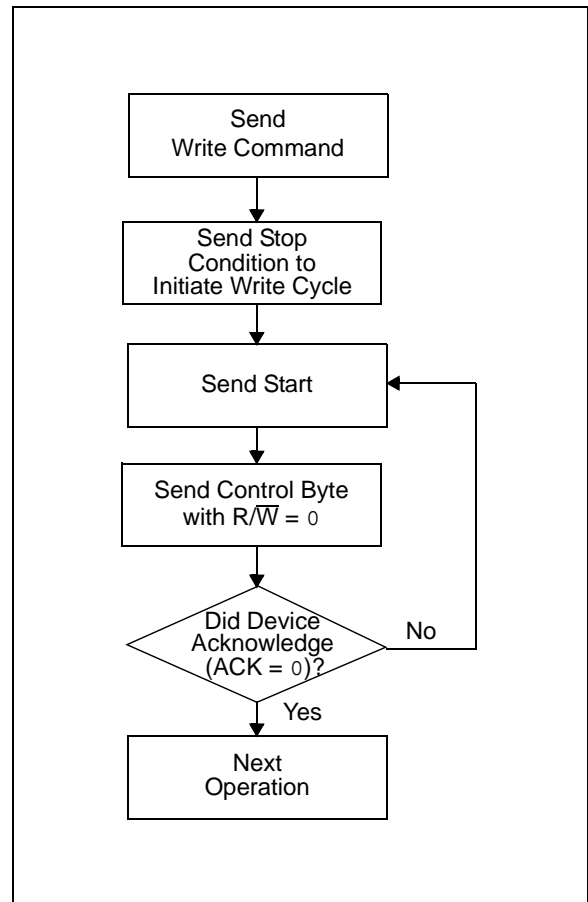 Send
Write Command
Send Stop
Condition to
Initiate Write Cycle
Send Start
Send Control Byte
with R/W̅ = 0
Did Device
Acknowledge
(ACK = 0)?
No
Yes
Next
Operation